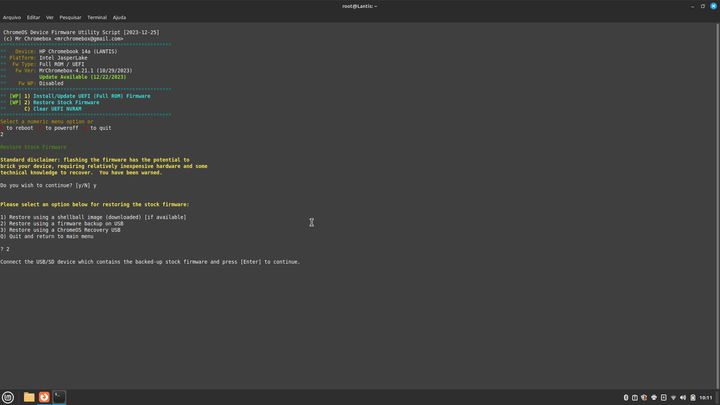 root@Lantis: ~
Arquivo Editar Ver Pesquisar Terminal Ajuda
ChromeOS Device Firmware Utility Script [2023-12-25]
(c) Mr Chromebox <mrchromebox@gmail.com>
*********************************************************
** Device: HP Chromebook 14a (LANTIS)
** Platform: Intel JasperLake
** Fw Type: Full ROM / UEFI
** Fw Ver: MrChromebox-4.21.1 (10/29/2023)
** Update Available (12/22/2023)
** Fw WP: Disabled
*********************************************************
** [WP] 1) Install/Update UEFI (Full ROM) Firmware
** [WP] 2) Restore Stock Firmware
** C) Clear UEFI NVRAM
*********************************************************
Select a numeric menu option or
to reboot to poweroff to quit
2
Restore Stock Firmware
Standard disclaimer: flashing the firmware has the potential to
brick your device, requiring relatively inexpensive hardware and some
technical knowledge to recover. You have been warned.
Do you wish to continue? [y/N] y
Please select an option below for restoring the stock firmware:
1) Restore using a shellball image (downloaded) [if available]
2) Restore using a firmware backup on USB
3) Restore using a ChromeOS Recovery USB
Q) Quit and return to main menu
? 2
Connect the USB/SD device which contains the backed-up stock firmware and press [Enter] to continue.
10:11